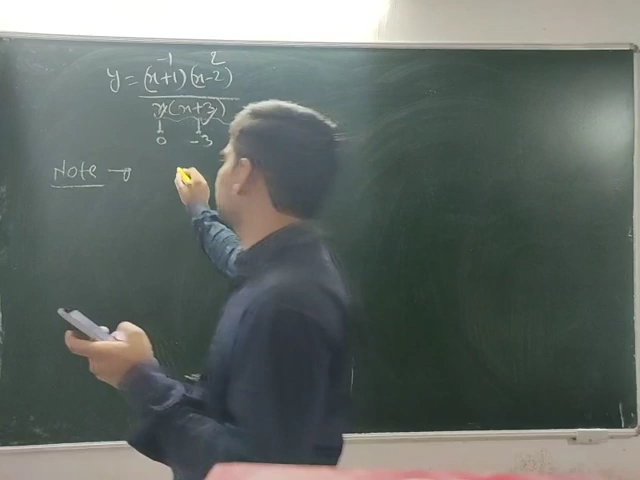 -1 2
y = (x+1)(x-2)
x(x+3)
0 -3
Note →